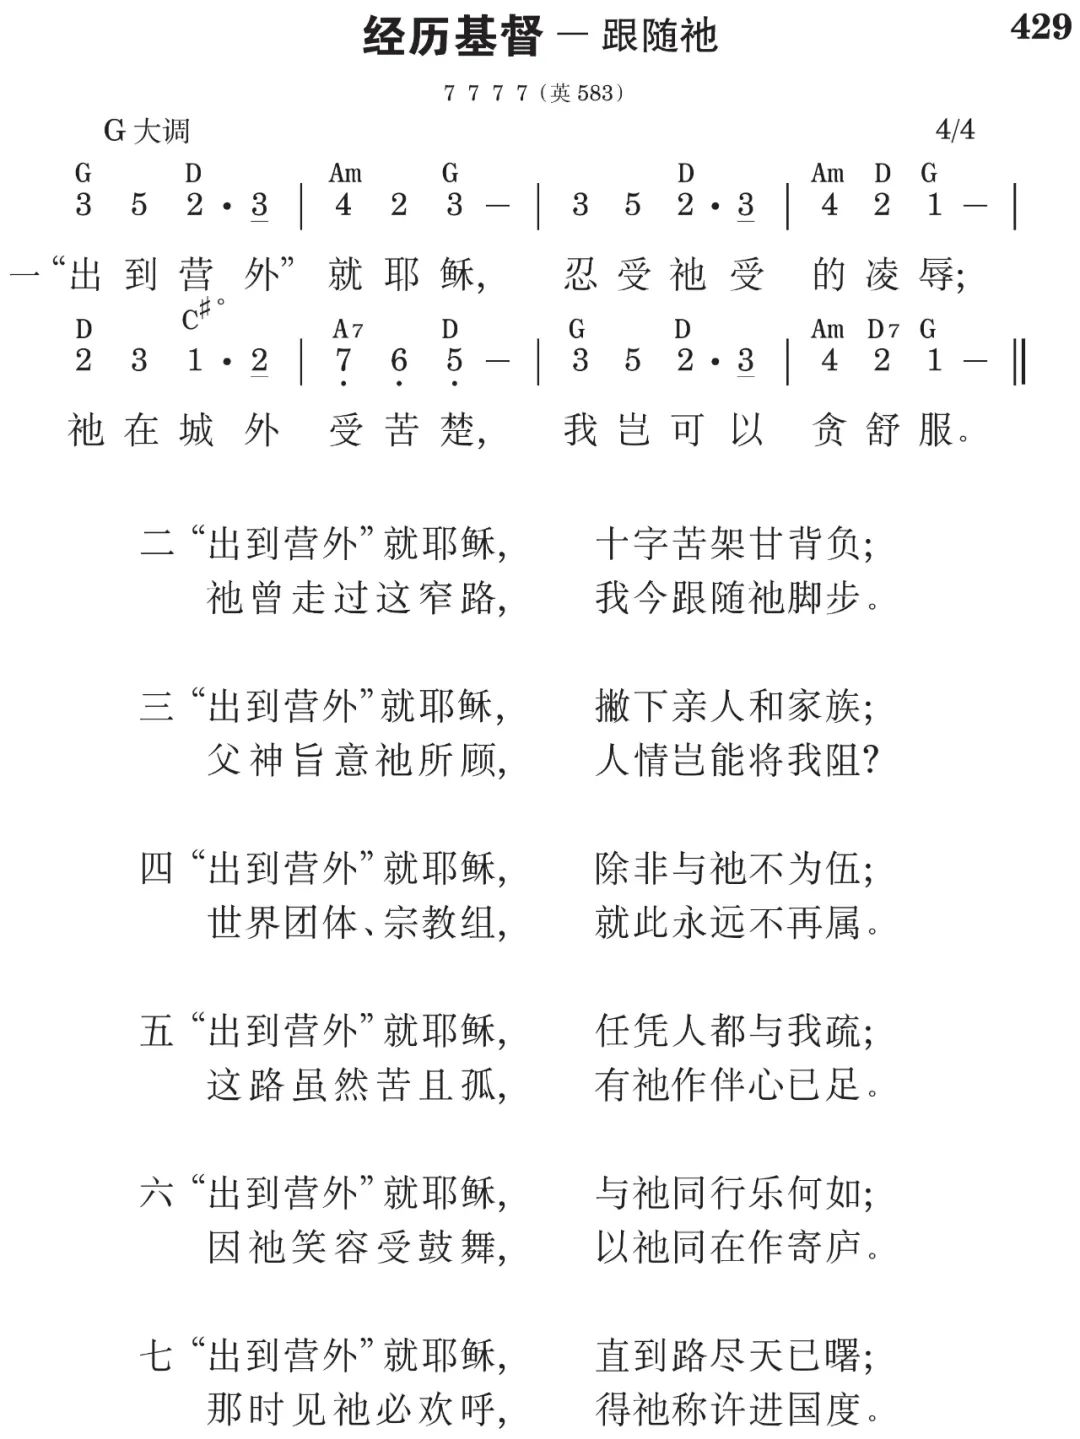 经历基督 — 跟随祂
429
7 7 7 7 (英 583)
G 大调
4/4
G D Am G D Am D G
3 5 2 · 3 | 4 2 3 — | 3 5 2 · 3 | 4 2 1 — |
一 “出 到 营 外” 就 耶 稣, 忍 受 祂 受 的 凌 辱;
D C♯° A7 D G D Am D7 G
2 3 1 · 2 | 7̣ 6̣ 5̣ — | 3 5 2 · 3 | 4 2 1 — ‖
祂 在 城 外 受 苦 楚, 我 岂 可 以 贪 舒 服。
二 “出到营外”就耶稣, 十字苦架甘背负;
祂曾走过这窄路, 我今跟随祂脚步。
三 “出到营外”就耶稣, 撇下亲人和家族;
父神旨意祂所顾, 人情岂能将我阻?
四 “出到营外”就耶稣, 除非与祂不为伍;
世界团体、宗教组, 就此永远不再属。
五 “出到营外”就耶稣, 任凭人都与我疏;
这路虽然苦且孤, 有祂作伴心已足。
六 “出到营外”就耶稣, 与祂同行乐何如;
因祂笑容受鼓舞, 以祂同在作寄庐。
七 “出到营外”就耶稣, 直到路尽天已曙;
那时见祂必欢呼, 得祂称许进国度。